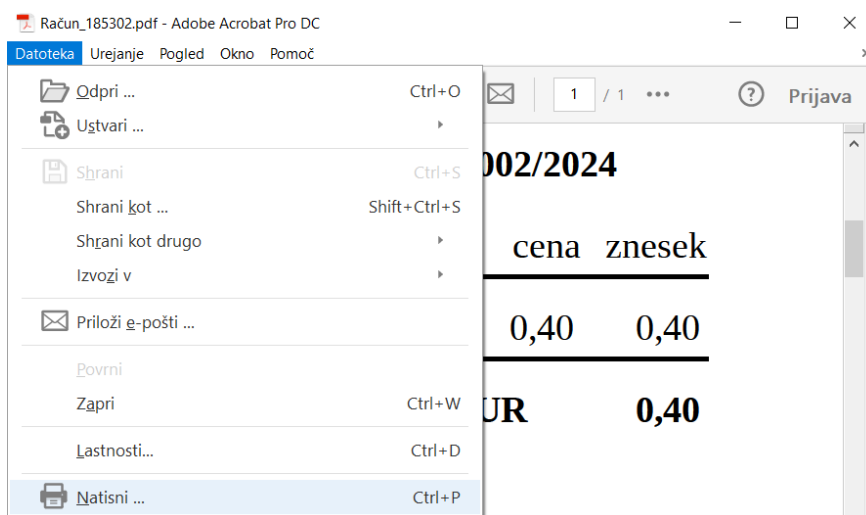 Račun_185302.pdf - Adobe Acrobat Pro DC
Datoteka Urejanje Pogled Okno Pomoč
1 / 1
Prijava
Odpri ... Ctrl+O
Ustvari ...
Shrani Ctrl+S
Shrani kot ... Shift+Ctrl+S
Shrani kot drugo
Izvozi v
Priloži e-pošti ...
Povrni
Zapri Ctrl+W
Lastnosti... Ctrl+D
Natisni ... Ctrl+P
002/2024
cena znesek
0,40 0,40
UR 0,40